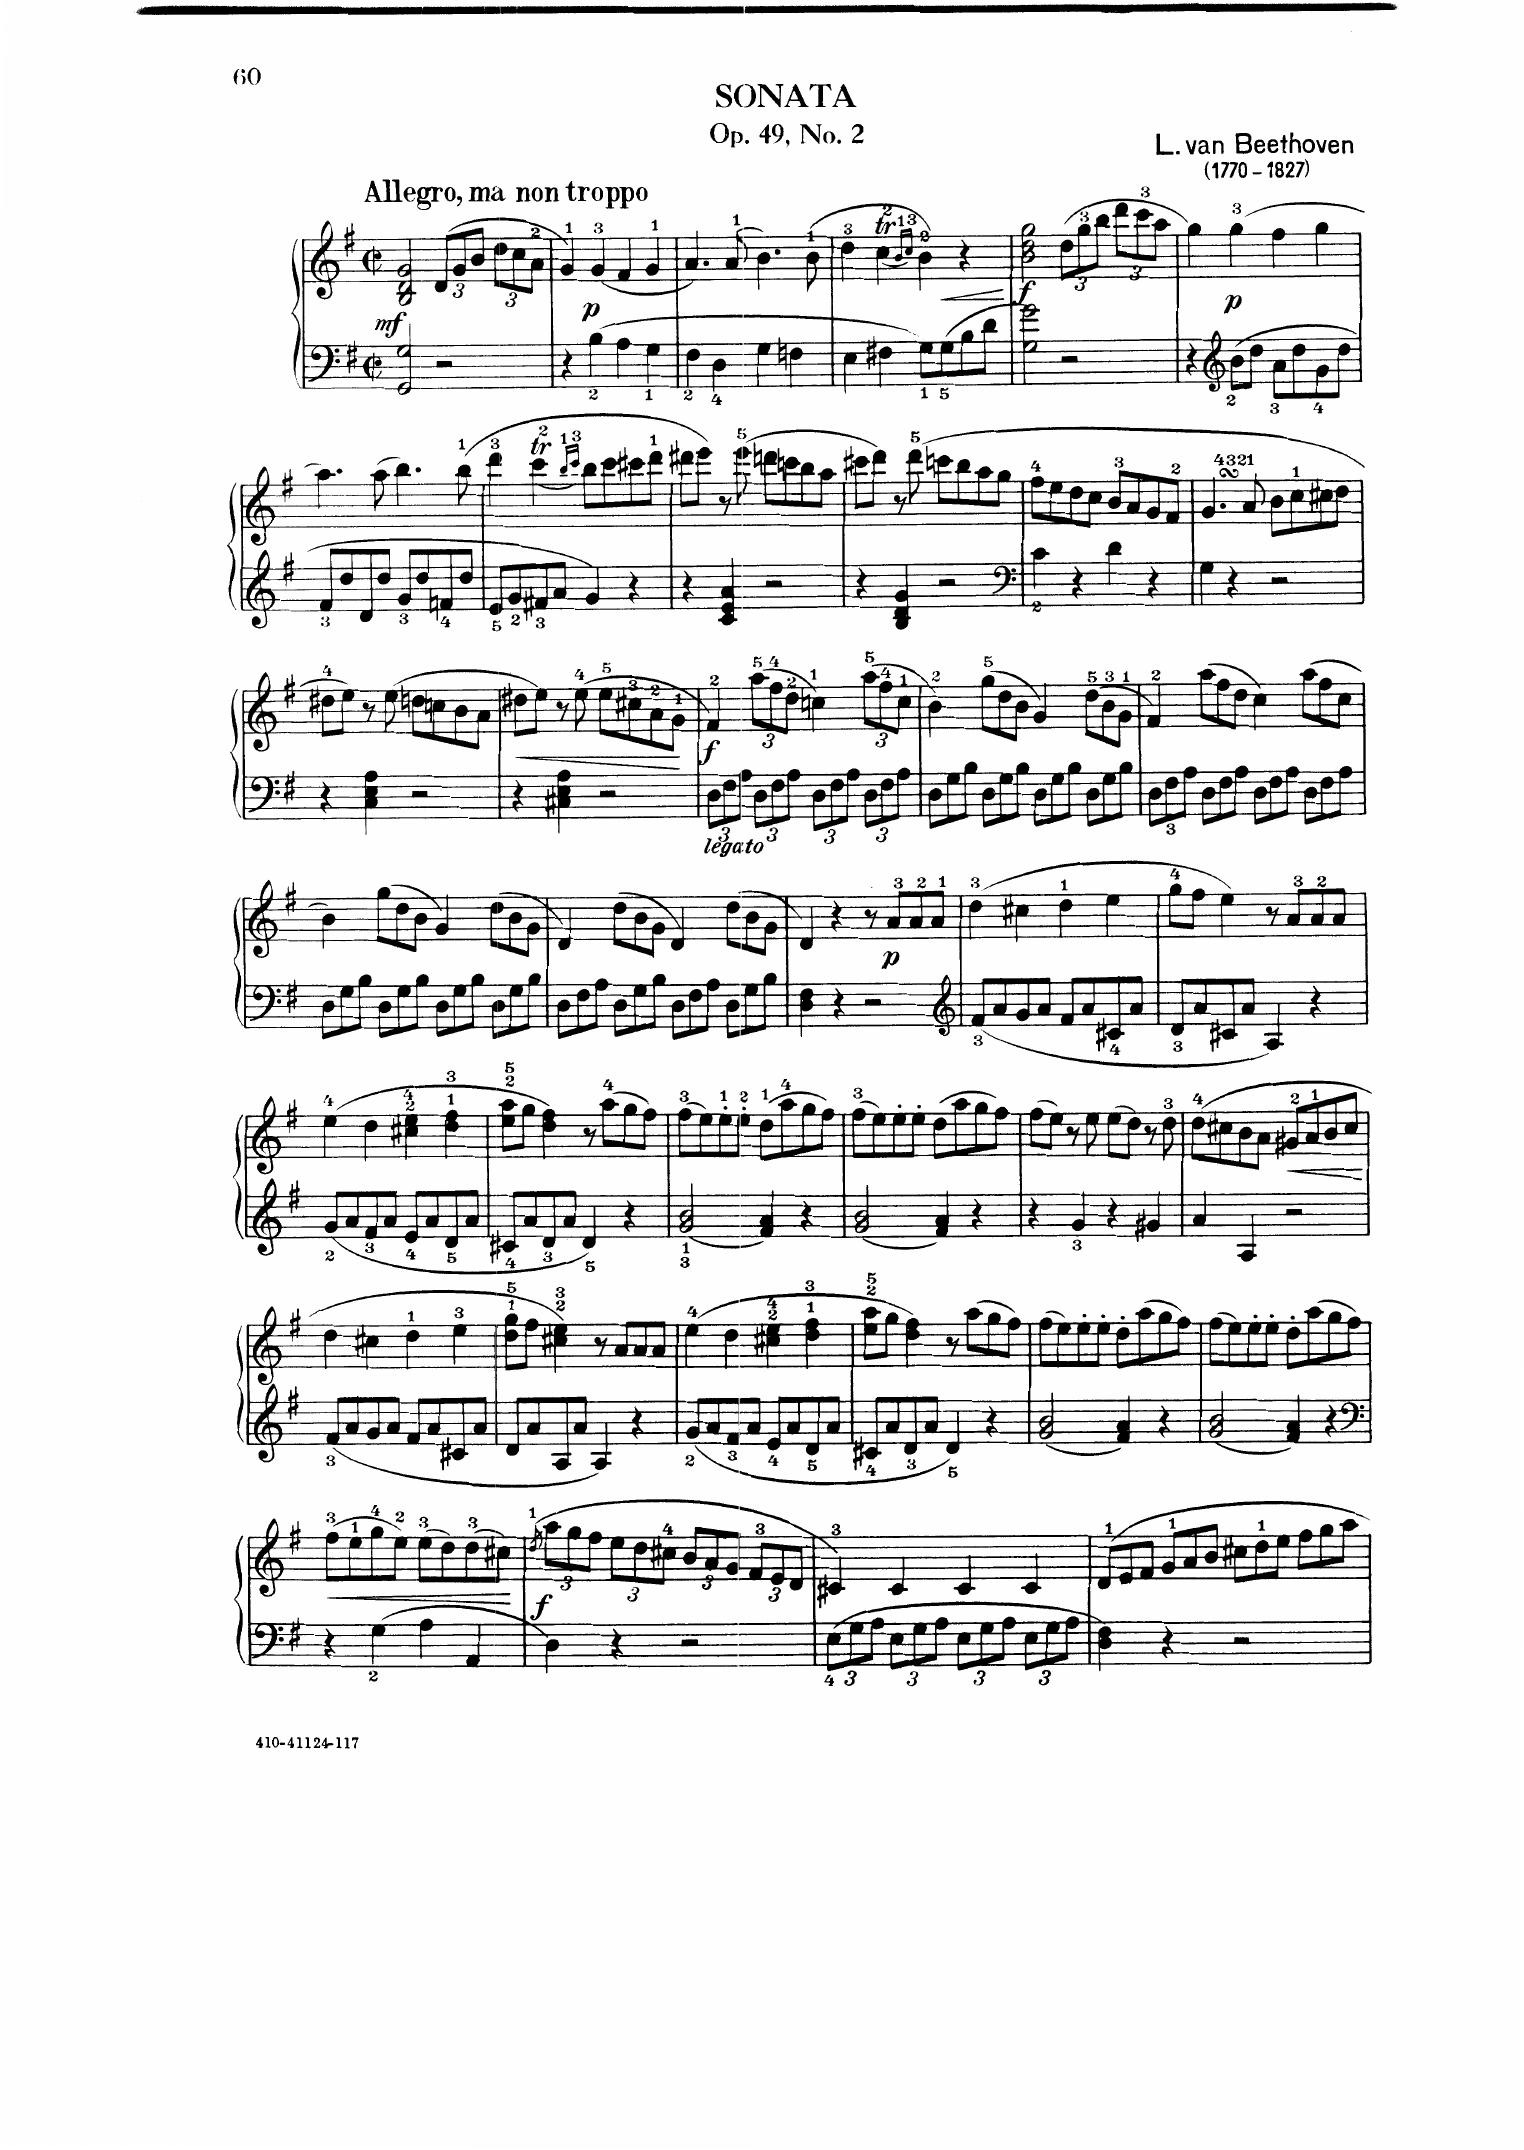 60
SONATA
Op. 49, No. 2
L. van Beethoven
(1770 – 1827)
Allegro, ma non troppo
mf
p
tr
f
p
tr
f
legato
p
f
410-41124-117